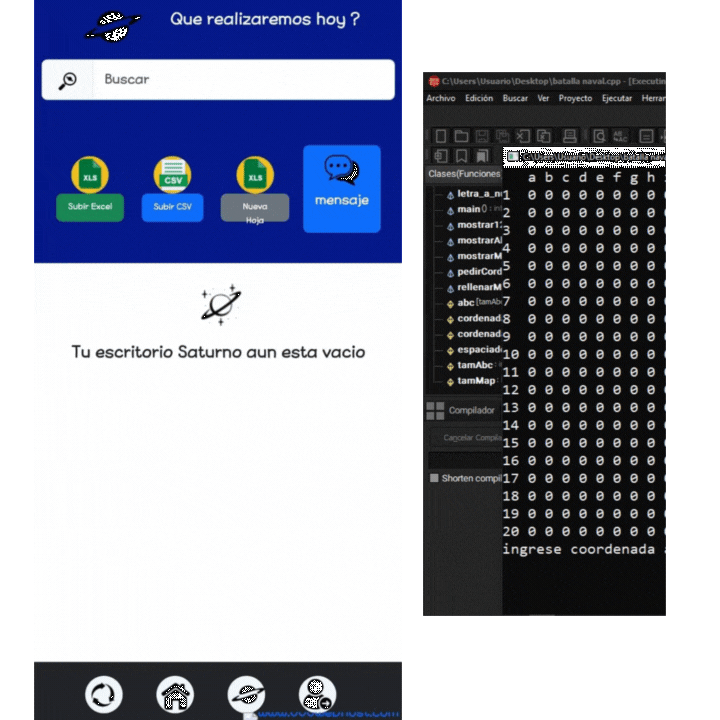 Que realizaremos hoy ?
Buscar
XLS
CSV
XLS
Subir Excel
Subir CSV
Nueva
Hoja
mensaje
Tu escritorio Saturno aun esta vacio
C:\Users\Usuario\Desktop\batalla naval.cpp - [Executin
Archivo Edición Buscar Ver Proyecto Ejecutar Herrar
C:\Users\Usuario\Desktop\batalla nava
Clases(Funciones
letra_a_n
main()
mostrar1
mostrarA
mostrarM
pedirCord
rellenarM
abc [tamAb
cordenad
cordenad
espaciad
tamAbc
tamMap
Compilador
Cancelar Compila
Shorten compil
a b c d e f g h
1 0 0 0 0 0 0 0 0
2 0 0 0 0 0 0 0 0
3 0 0 0 0 0 0 0 0
4 0 0 0 0 0 0 0 0
5 0 0 0 0 0 0 0 0
6 0 0 0 0 0 0 0 0
7 0 0 0 0 0 0 0 0
8 0 0 0 0 0 0 0 0
9 0 0 0 0 0 0 0 0
10 0 0 0 0 0 0 0 0
11 0 0 0 0 0 0 0 0
12 0 0 0 0 0 0 0 0
13 0 0 0 0 0 0 0 0
14 0 0 0 0 0 0 0 0
15 0 0 0 0 0 0 0 0
16 0 0 0 0 0 0 0 0
17 0 0 0 0 0 0 0 0
18 0 0 0 0 0 0 0 0
19 0 0 0 0 0 0 0 0
20 0 0 0 0 0 0 0 0
ingrese coordenada